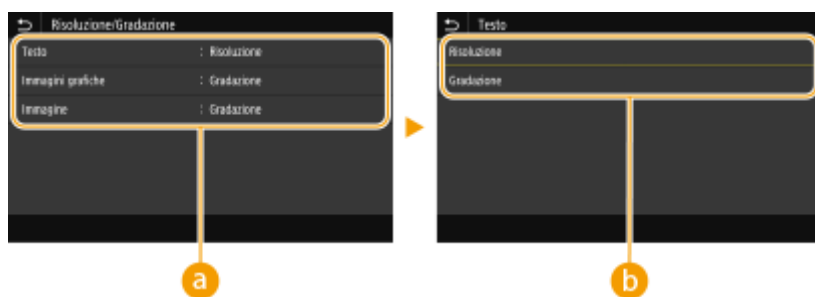 Risoluzione/Gradazione
Testo : Risoluzione
Immagini grafiche : Gradazione
Immagine : Gradazione
a
Testo
Risoluzione
Gradazione
b